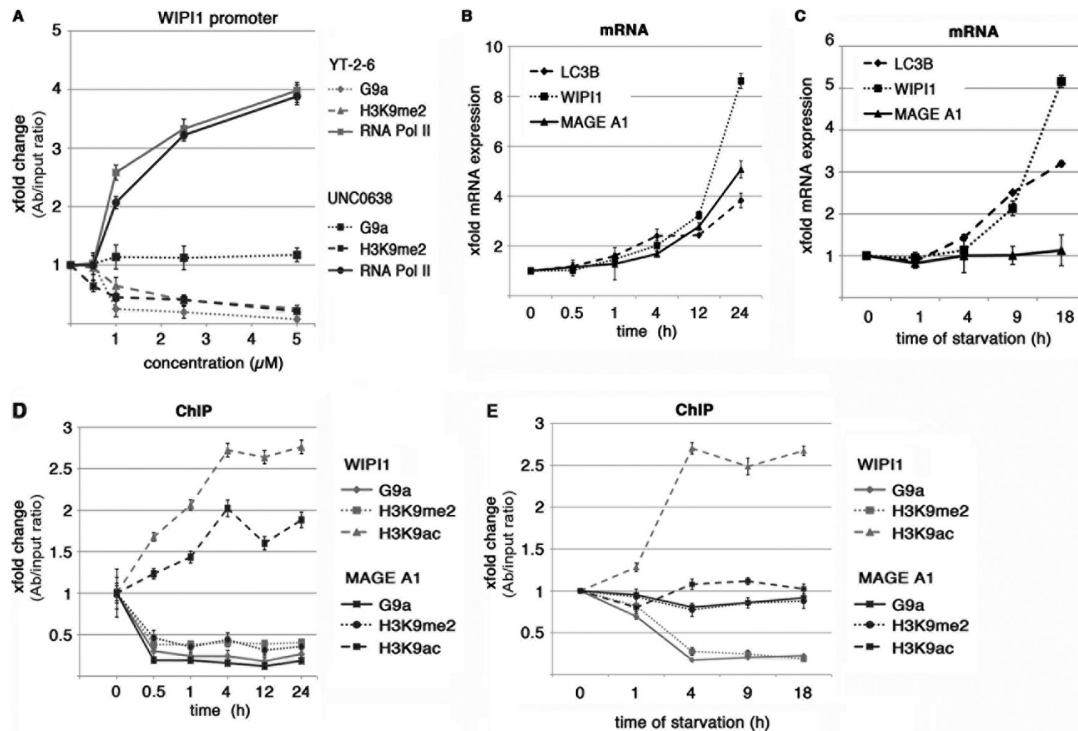 A
WIPI1 promoter
xfold change
(Ab/input ratio)
5
4
3
2
1
1
2
3
4
5
concentration (µM)
YT-2-6
G9a
H3K9me2
RNA Pol II
UNC0638
G9a
H3K9me2
RNA Pol II
B
mRNA
xfold mRNA expression
10
8
6
4
2
LC3B
WIPI1
MAGE A1
0
0.5
1
4
12
24
time (h)
C
mRNA
xfold mRNA expression
6
5
4
3
2
1
0
LC3B
WIPI1
MAGE A1
0
1
4
9
18
time of starvation (h)
D
ChIP
xfold change
(Ab/input ratio)
3
2.5
2
1.5
1
0.5
0
0.5
1
4
12
24
time (h)
WIPI1
G9a
H3K9me2
H3K9ac
MAGE A1
G9a
H3K9me2
H3K9ac
E
ChIP
xfold change
(Ab/input ratio)
3
2.5
2
1.5
1
0.5
0
1
4
9
18
time of starvation (h)
WIPI1
G9a
H3K9me2
H3K9ac
MAGE A1
G9a
H3K9me2
H3K9ac